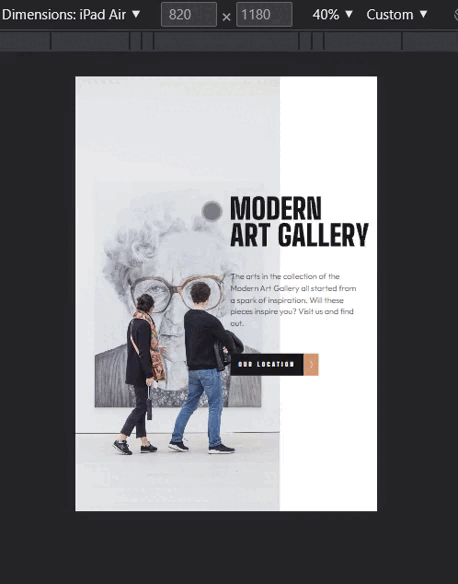 Dimensions: iPad Air ▼ 820 × 1180 40% ▼ Custom ▼
MODERN
ART GALLERY
The arts in the collection of the
Modern Art Gallery all started from
a spark of inspiration. Will these
pieces inspire you? Visit us and find
out.
OUR LOCATION